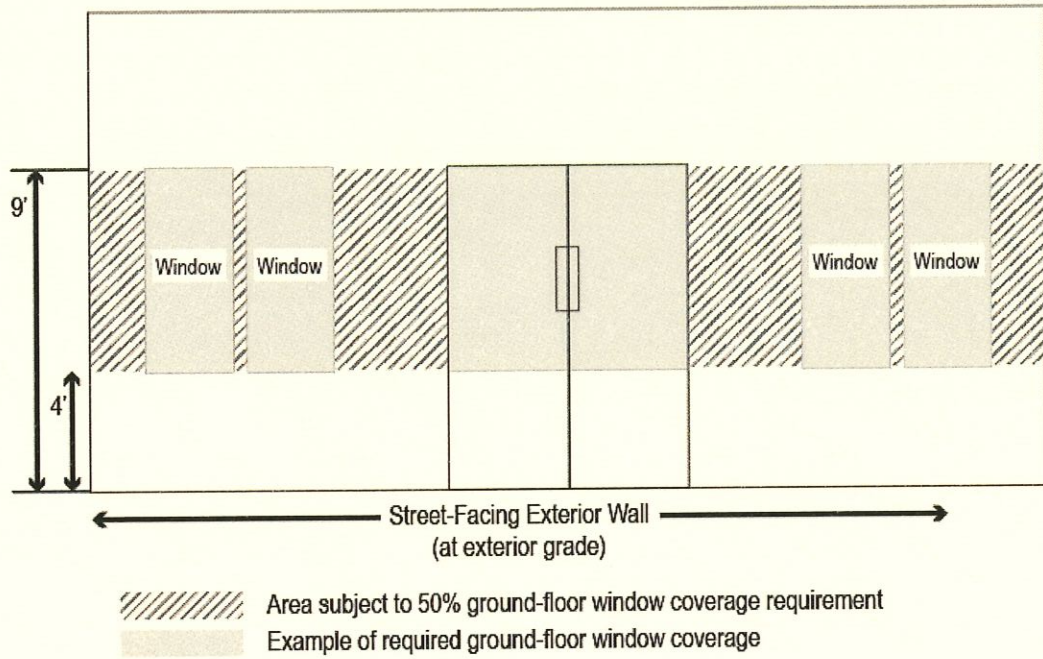 9'
Window Window Window Window
4'
Street-Facing Exterior Wall
(at exterior grade)
Area subject to 50% ground-floor window coverage requirement
Example of required ground-floor window coverage